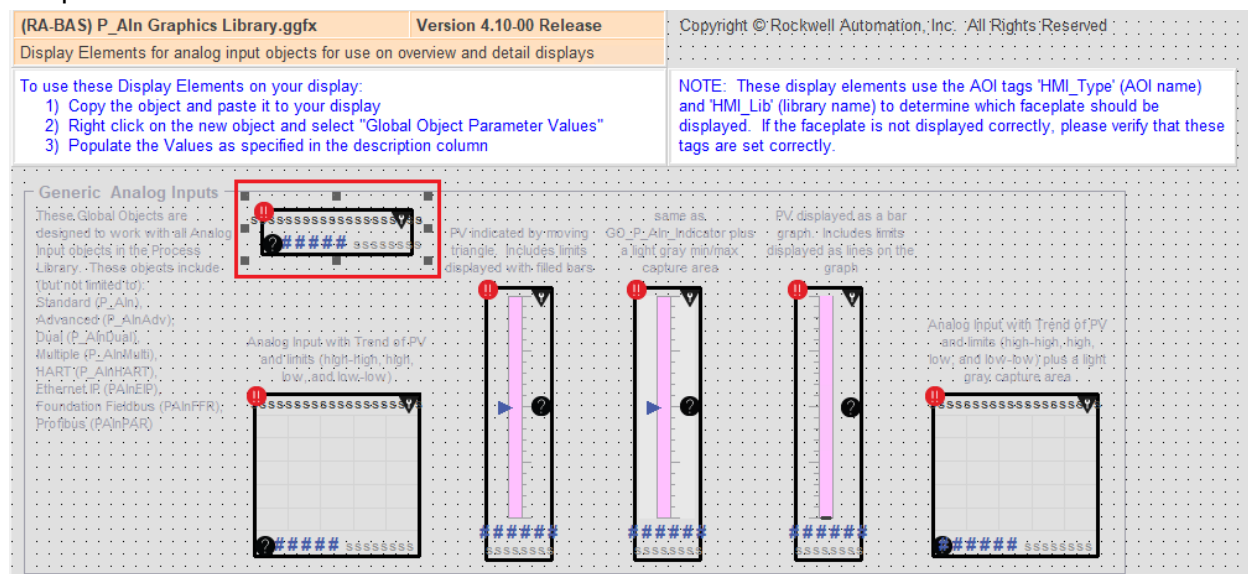 (RA-BAS) P_AIn Graphics Library.ggfx
Version 4.10-00 Release
Copyright © Rockwell Automation, Inc. All Rights Reserved
Display Elements for analog input objects for use on overview and detail displays
To use these Display Elements on your display:
1) Copy the object and paste it to your display
2) Right click on the new object and select "Global Object Parameter Values"
3) Populate the Values as specified in the description column
NOTE: These display elements use the AOI tags 'HMI_Type' (AOI name)
and 'HMI_Lib' (library name) to determine which faceplate should be
displayed. If the faceplate is not displayed correctly, please verify that these
tags are set correctly.
Generic Analog Inputs
These Global Objects are
designed to work with all Analog
Input objects in the Process
Library. These objects include
(but not limited to):
Standard (P_AIn),
Advanced (P_AInAdv),
Dual (P_AInDual),
Multiple (P_AInMulti),
HART (P_AInHART),
Ethernet IP (PAInEIP),
Foundation Fieldbus (PAInFFR),
Profibus (PAInPAR)
##### ssssssss
PV indicated by moving
triangle. Includes limits
displayed with filled bars
same as
GO_P_AIn_Indicator plus
a light gray min/max
capture area
PV displayed as a bar
graph. Includes limits
displayed as lines on the
graph
Analog Input with Trend of PV
and limits (high-high, high,
low, and low-low)
Analog Input with Trend of PV
and limits (high-high, high,
low, and low-low) plus a light
gray capture area
##### ssssssss
######
ssssssss
######
ssssssss
######
ssssssss
###### ssssssss